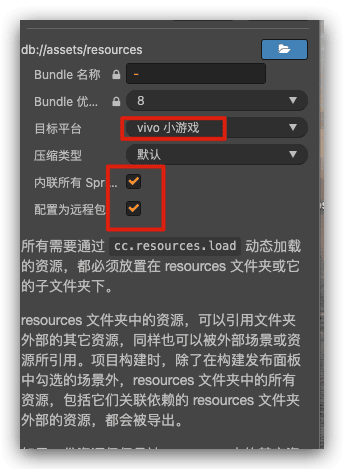 db://assets/resources
Bundle 名称
-
Bundle 优...
8
目标平台
vivo 小游戏
压缩类型
默认
内联所有 Spr...
配置为远程包
所有需要通过 cc.resources.load 动态加载
的资源，都必须放置在 resources 文件夹或它
的子文件夹下。
resources 文件夹中的资源，可以引用文件夹
外部的其它资源，同样也可以被外部场景或资
源所引用。项目构建时，除了在构建发布面板
中勾选的场景外，resources 文件夹中的所有
资源，包括它们关联依赖的 resources 文件夹
外部的资源，都会被导出。